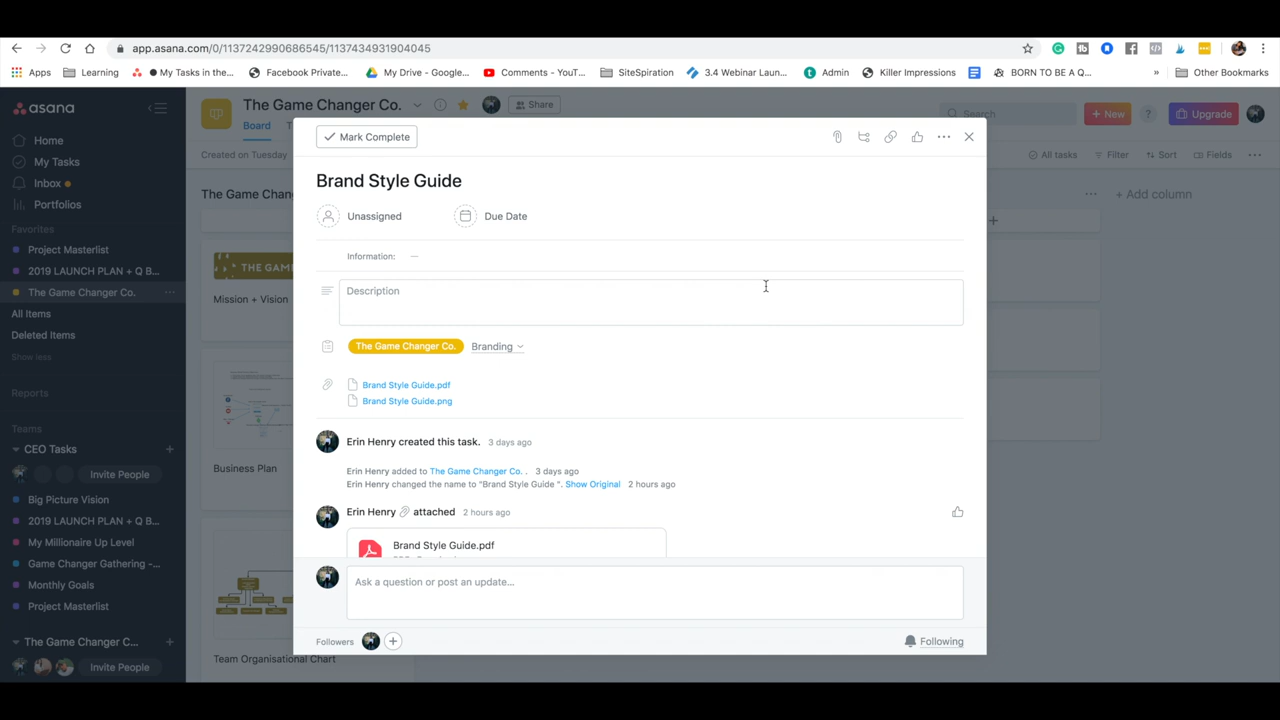 app.asana.com/0/1137242990686545/1137434931904045
Apps Learning My Tasks in the... Facebook Private... My Drive - Google... Comments - YouT... SiteSpiration 3.4 Webinar Laun... Admin Killer Impressions BORN TO BE A Q... » Other Bookmarks
asana
The Game Changer Co.
Share
Search
+ New
?
Upgrade
Board
Created on Tuesday
All tasks
Filter
Sort
Fields
Home
My Tasks
Inbox
Portfolios
Favorites
Project Masterlist
2019 LAUNCH PLAN + Q B...
The Game Changer Co.
All Items
Deleted Items
Show less
Reports
Teams
CEO Tasks
Invite People
Big Picture Vision
2019 LAUNCH PLAN + Q B...
My Millionaire Up Level
Game Changer Gathering -...
Monthly Goals
Project Masterlist
The Game Changer C...
Invite People
The Game Chan
THE GAM
Mission + Vision
Business Plan
Team Organisational Chart
+ Add column
Mark Complete
Brand Style Guide
Unassigned
Due Date
Information: —
Description
The Game Changer Co. Branding
Brand Style Guide.pdf
Brand Style Guide.png
Erin Henry created this task. 3 days ago
Erin Henry added to The Game Changer Co. . 3 days ago
Erin Henry changed the name to "Brand Style Guide ". Show Original 2 hours ago
Erin Henry attached 2 hours ago
Brand Style Guide.pdf
Ask a question or post an update...
Followers
Following